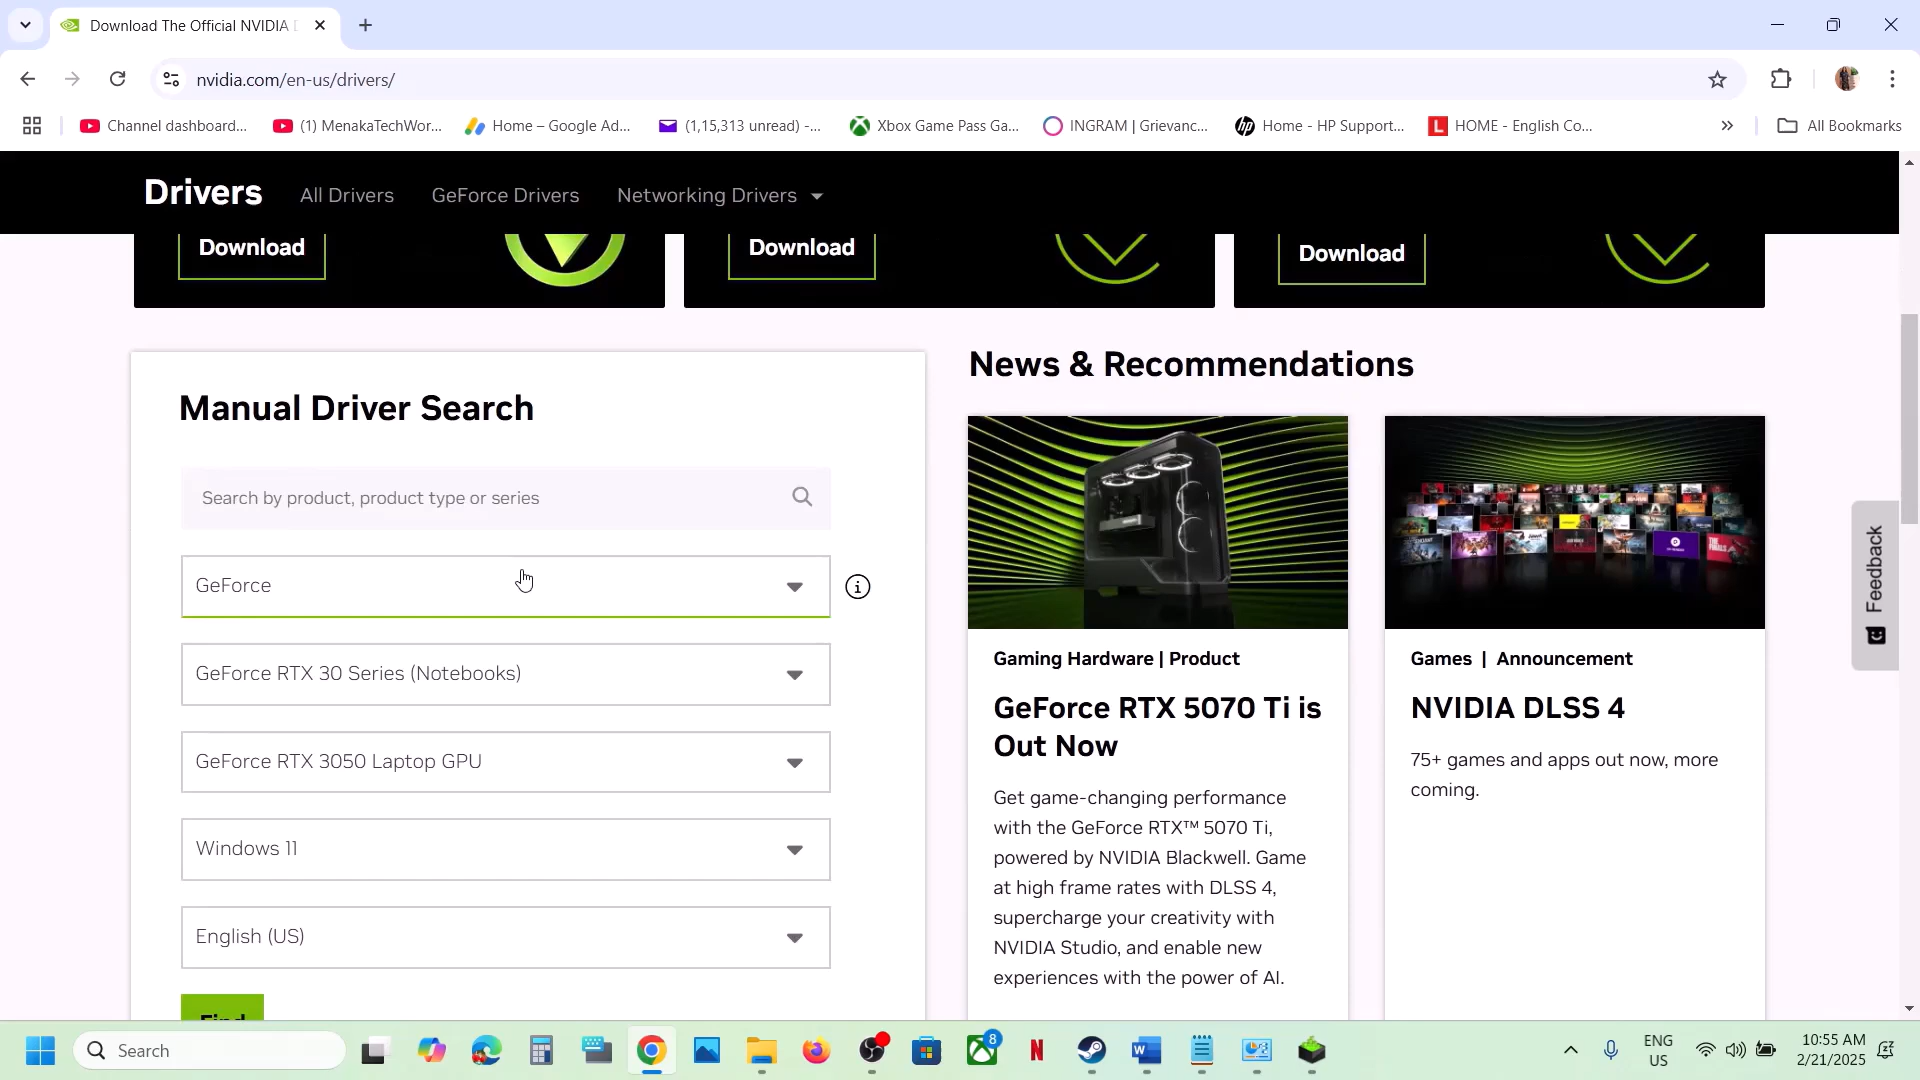 Download The Official NVIDIA
nvidia.com/en-us/drivers/
Channel dashboard...
(1) MenakaTechWor...
Home – Google Ad...
(1,15,313 unread) -...
Xbox Game Pass Ga...
INGRAM | Grievanc...
Home - HP Support...
HOME - English Co...
All Bookmarks
Drivers
All Drivers
GeForce Drivers
Networking Drivers
Download
Download
Download
Manual Driver Search
Search by product, product type or series
GeForce
GeForce RTX 30 Series (Notebooks)
GeForce RTX 3050 Laptop GPU
Windows 11
English (US)
Find
News & Recommendations
Gaming Hardware | Product
GeForce RTX 5070 Ti is
Out Now
Get game-changing performance
with the GeForce RTX™ 5070 Ti,
powered by NVIDIA Blackwell. Game
at high frame rates with DLSS 4,
supercharge your creativity with
NVIDIA Studio, and enable new
experiences with the power of AI.
Games | Announcement
NVIDIA DLSS 4
75+ games and apps out now, more
coming.
Feedback
Search
8
ENG
US
10:55 AM
2/21/2025